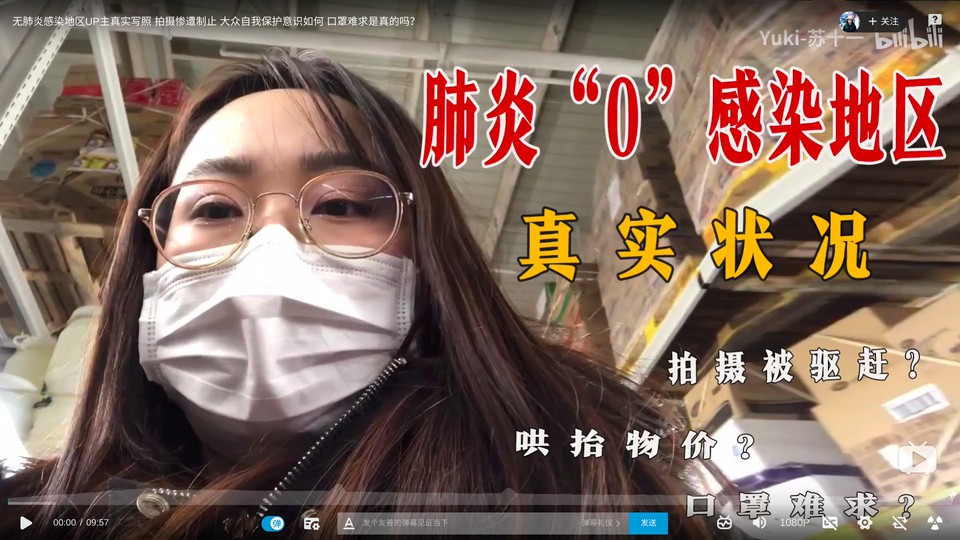 无肺炎感染地区UP主真实写照 拍摄惨遭制止 大众自我保护意识如何 口罩难求是真的吗?
+ 关注
?
Yuki-苏十一 bilibili
肺炎“0”感染地区
真实状况
拍摄被驱赶?
哄抬物价?
口罩难求?
00:00 / 09:57
弹
A
发个友善的弹幕见证当下
弹幕礼仪 >
发送
1080P